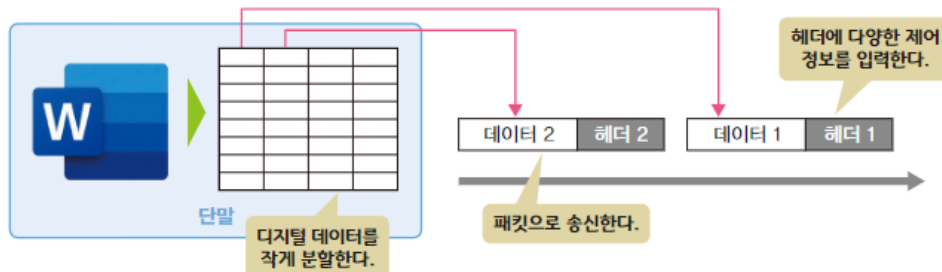 W
단말
디지털 데이터를
작게 분할한다.
데이터 2
헤더 2
데이터 1
헤더 1
패킷으로 송신한다.
헤더에 다양한 제어
정보를 입력한다.